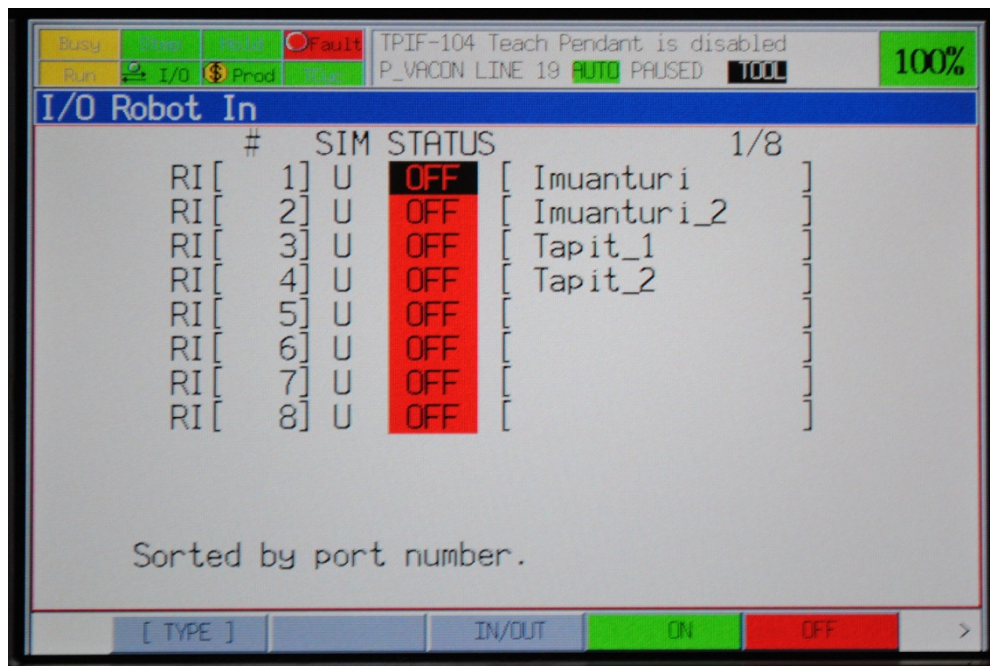 Busy Step Hold Fault TPIF-104 Teach Pendant is disabled
Run I/O Prod P_VACON LINE 19 AUTO PAUSED TOOL 100%
I/O Robot In
# SIM STATUS 1/8
RI[ 1] U OFF [ Imuanturi ]
RI[ 2] U OFF [ Imuanturi_2 ]
RI[ 3] U OFF [ Tapit_1 ]
RI[ 4] U OFF [ Tapit_2 ]
RI[ 5] U OFF [ ]
RI[ 6] U OFF [ ]
RI[ 7] U OFF [ ]
RI[ 8] U OFF [ ]
Sorted by port number.
[ TYPE ] IN/OUT ON OFF >